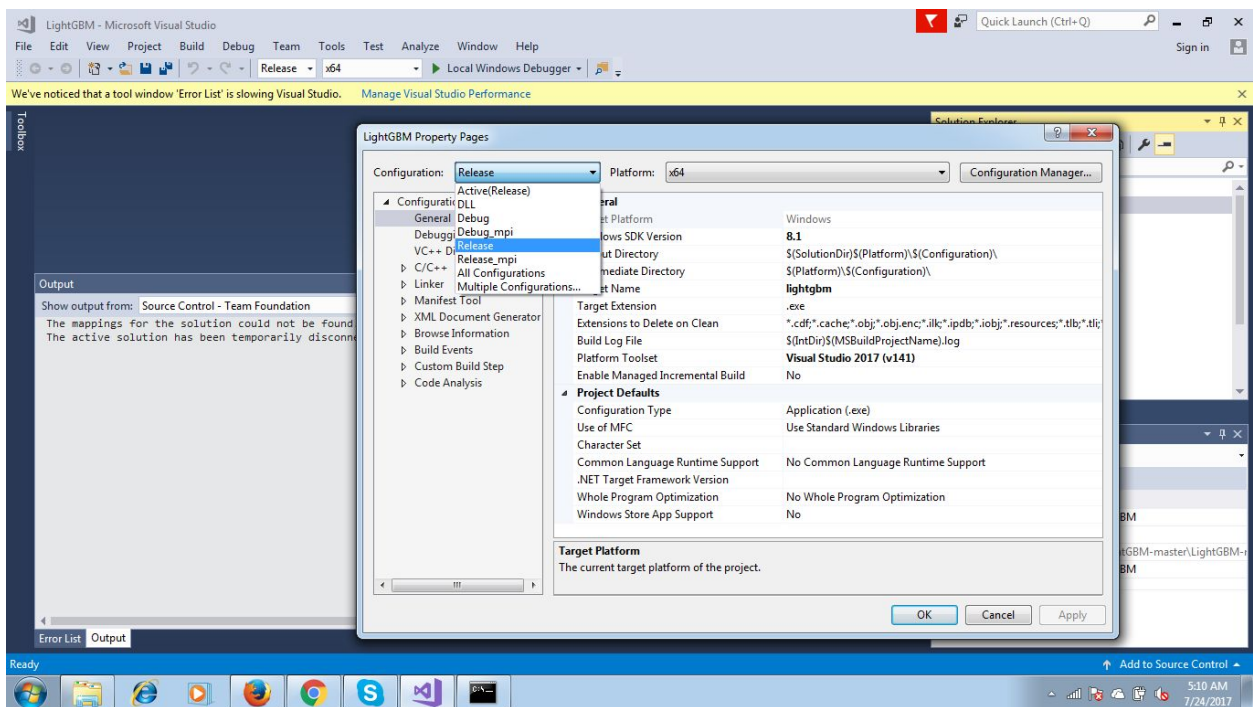 LightGBM - Microsoft Visual Studio
Quick Launch (Ctrl+Q)
File Edit View Project Build Debug Team Tools Test Analyze Window Help
Sign in
Release x64 Local Windows Debugger
We've noticed that a tool window 'Error List' is slowing Visual Studio. Manage Visual Studio Performance
Toolbox
Solution Explorer
LightGBM Property Pages
Configuration: Release Platform: x64 Configuration Manager...
Active(Release)
DLL
Debug
Debug_mpi
Release
Release_mpi
All Configurations
Multiple Configurations...
Configuratio
General
Debuggi
VC++ D
C/C++
Linker
Manifest Tool
XML Document Generator
Browse Information
Build Events
Custom Build Step
Code Analysis
eral
et Platform Windows
ows SDK Version 8.1
ut Directory $(SolutionDir)$(Platform)\$(Configuration)\
mediate Directory $(Platform)\$(Configuration)\
et Name lightgbm
Target Extension .exe
Extensions to Delete on Clean *.cdf;*.cache;*.obj;*.obj.enc;*.ilk;*.ipdb;*.iobj;*.resources;*.tlb;*.tli;*
Build Log File $(IntDir)$(MSBuildProjectName).log
Platform Toolset Visual Studio 2017 (v141)
Enable Managed Incremental Build No
Project Defaults
Configuration Type Application (.exe)
Use of MFC Use Standard Windows Libraries
Character Set
Common Language Runtime Support No Common Language Runtime Support
.NET Target Framework Version
Whole Program Optimization No Whole Program Optimization
Windows Store App Support No
Target Platform
The current target platform of the project.
OK Cancel Apply
Output
Show output from: Source Control - Team Foundation
The mappings for the solution could not be found
The active solution has been temporarily disconne
BM
tGBM-master\LightGBM-
BM
Error List Output
Ready
Add to Source Control
5:10 AM
7/24/2017